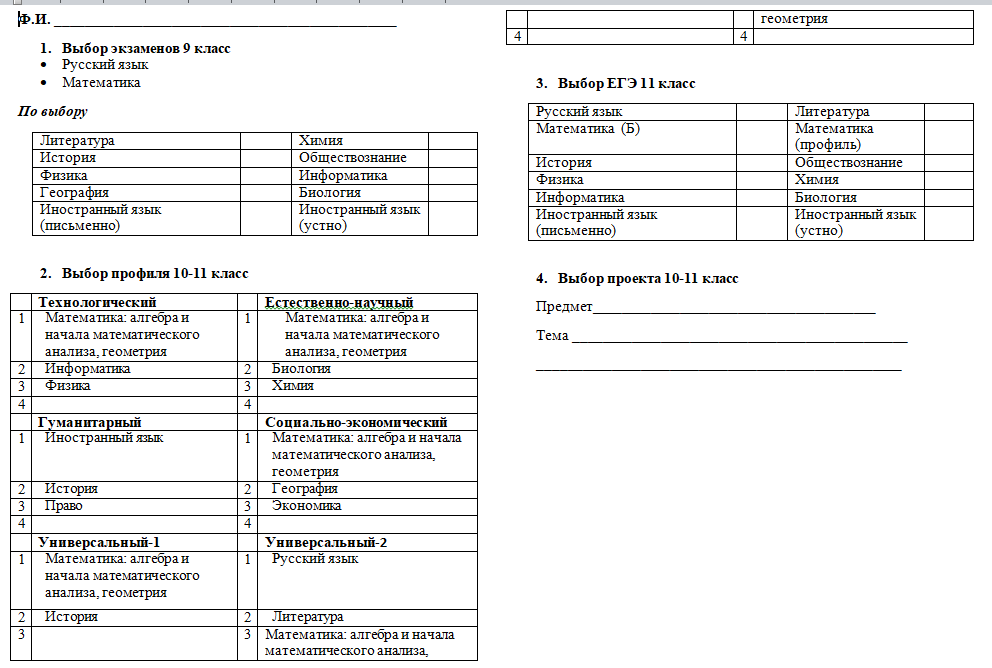 Ф.И. _______________________________________________
1. Выбор экзаменов 9 класс
• Русский язык
• Математика
По выбору
Литература Химия
История Обществознание
Физика Информатика
География Биология
Иностранный язык Иностранный язык
(письменно) (устно)
2. Выбор профиля 10-11 класс
Технологический Естественно-научный
1 Математика: алгебра и 1 Математика: алгебра и
начала математического начала математического
анализа, геометрия анализа, геометрия
2 Информатика 2 Биология
3 Физика 3 Химия
4 4
Гуманитарный Социально-экономический
1 Иностранный язык 1 Математика: алгебра и начала
математического анализа,
геометрия
2 История 2 География
3 Право 3 Экономика
4 4
Универсальный-1 Универсальный-2
1 Математика: алгебра и 1 Русский язык
начала математического
анализа, геометрия
2 История 2 Литература
3 3 Математика: алгебра и начала
математического анализа,
геометрия
4 4
3. Выбор ЕГЭ 11 класс
Русский язык Литература
Математика (Б) Математика
(профиль)
История Обществознание
Физика Химия
Информатика Биология
Иностранный язык Иностранный язык
(письменно) (устно)
4. Выбор проекта 10-11 класс
Предмет_______________________________________
Тема ______________________________________________
__________________________________________________